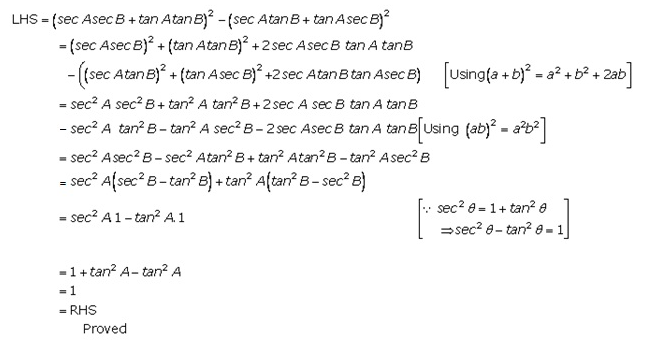 LHS = (sec A sec B + tan A tan B)² − (sec A tan B + tan A sec B)²
= (sec A sec B)² + (tan A tan B)² + 2 sec A sec B tan A tan B
− ((sec A tan B)² + (tan A sec B)² + 2 sec A tan B tan A sec B) [Using (a + b)² = a² + b² + 2ab]
= sec² A sec² B + tan² A tan² B + 2 sec A sec B tan A tan B
− sec² A tan² B − tan² A sec² B − 2 sec A sec B tan A tan B [Using (ab)² = a²b²]
= sec² A sec² B − sec² A tan² B + tan² A tan² B − tan² A sec² B
= sec² A (sec² B − tan² B) + tan² A (tan² B − sec² B)
= sec² A 1 − tan² A.1 [∵ sec² θ = 1 + tan² θ
⇒ sec² θ − tan² θ = 1]
= 1 + tan² A − tan² A
= 1
= RHS
Proved